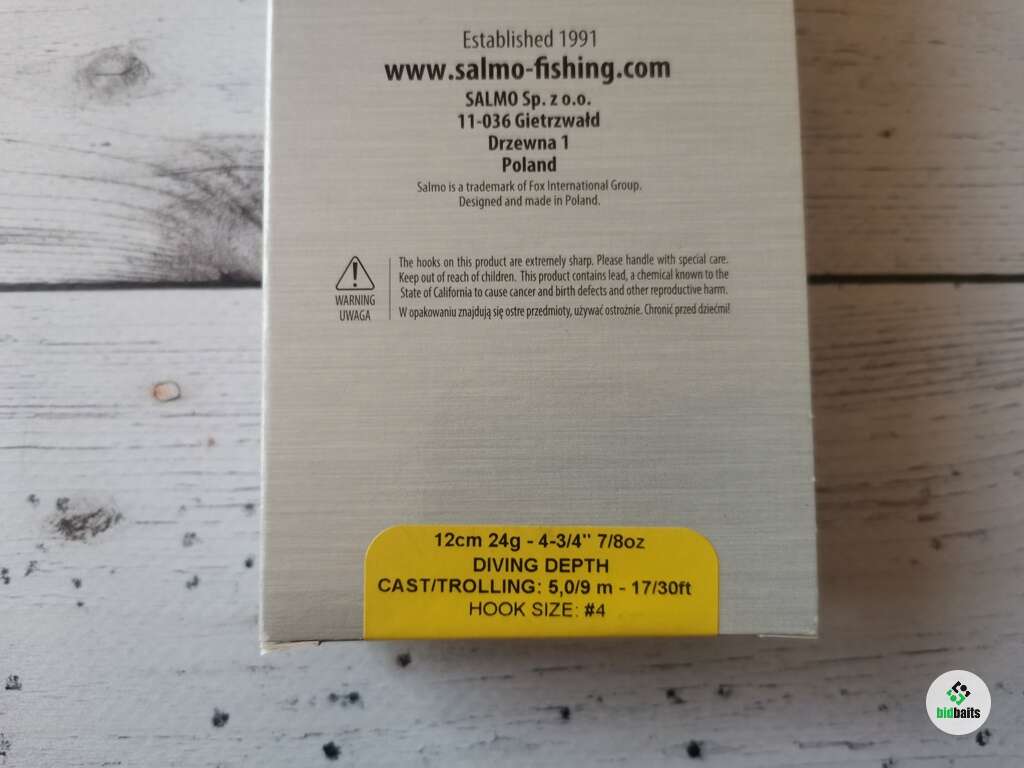 Established 1991
www.salmo-fishing.com
SALMO Sp. z o.o.
11-036 Gietrzwałd
Drzewna 1
Poland
Salmo is a trademark of Fox International Group.
Designed and made in Poland.
WARNING
UWAGA
The hooks on this product are extremely sharp. Please handle with special care.
Keep out of reach of children. This product contains lead, a chemical known to the
State of California to cause cancer and birth defects and other reproductive harm.
W opakowaniu znajdują się ostre przedmioty, używać ostrożnie. Chronić przed dziećmi!
12cm 24g - 4-3/4" 7/8oz
DIVING DEPTH
CAST/TROLLING: 5,0/9 m - 17/30ft
HOOK SIZE: #4
bidbaits